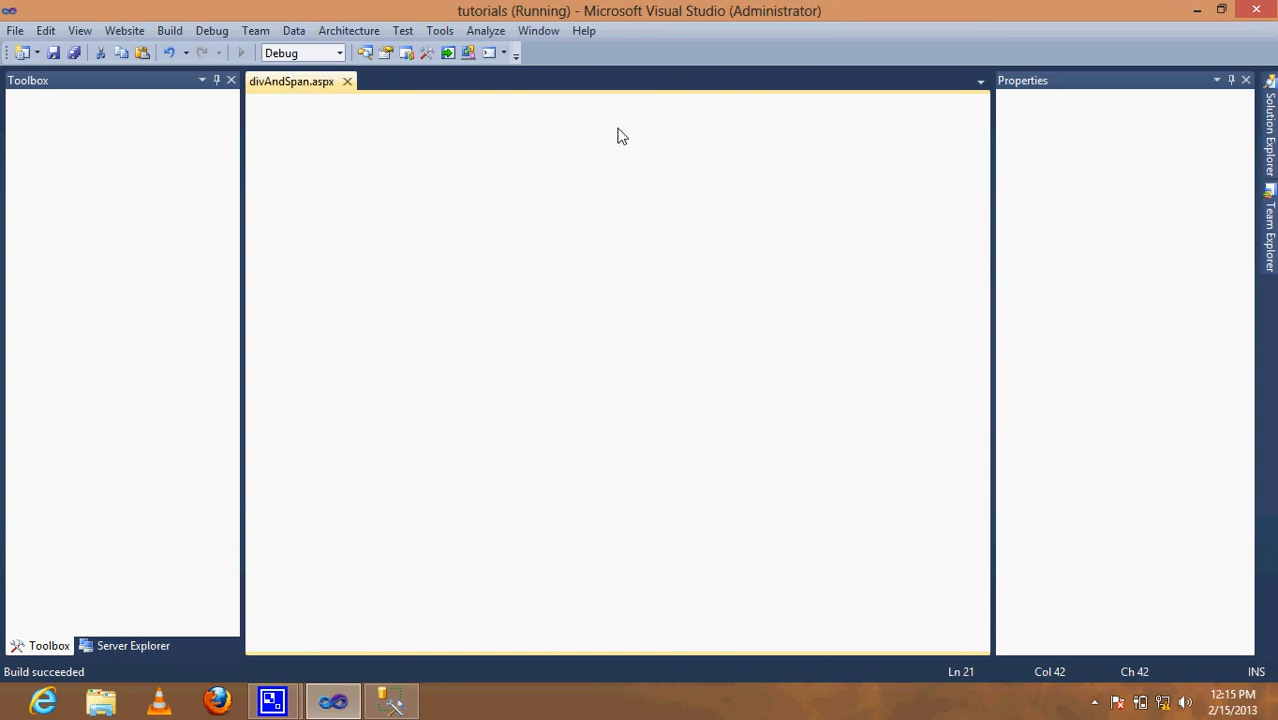 tutorials (Running) - Microsoft Visual Studio (Administrator)
File Edit View Website Build Debug Team Data Architecture Test Tools Analyze Window Help
Debug
Toolbox
divAndSpan.aspx
Properties
Solution Explorer
Team Explorer
Toolbox Server Explorer
Build succeeded Ln 21 Col 42 Ch 42 INS
12:15 PM
2/15/2013